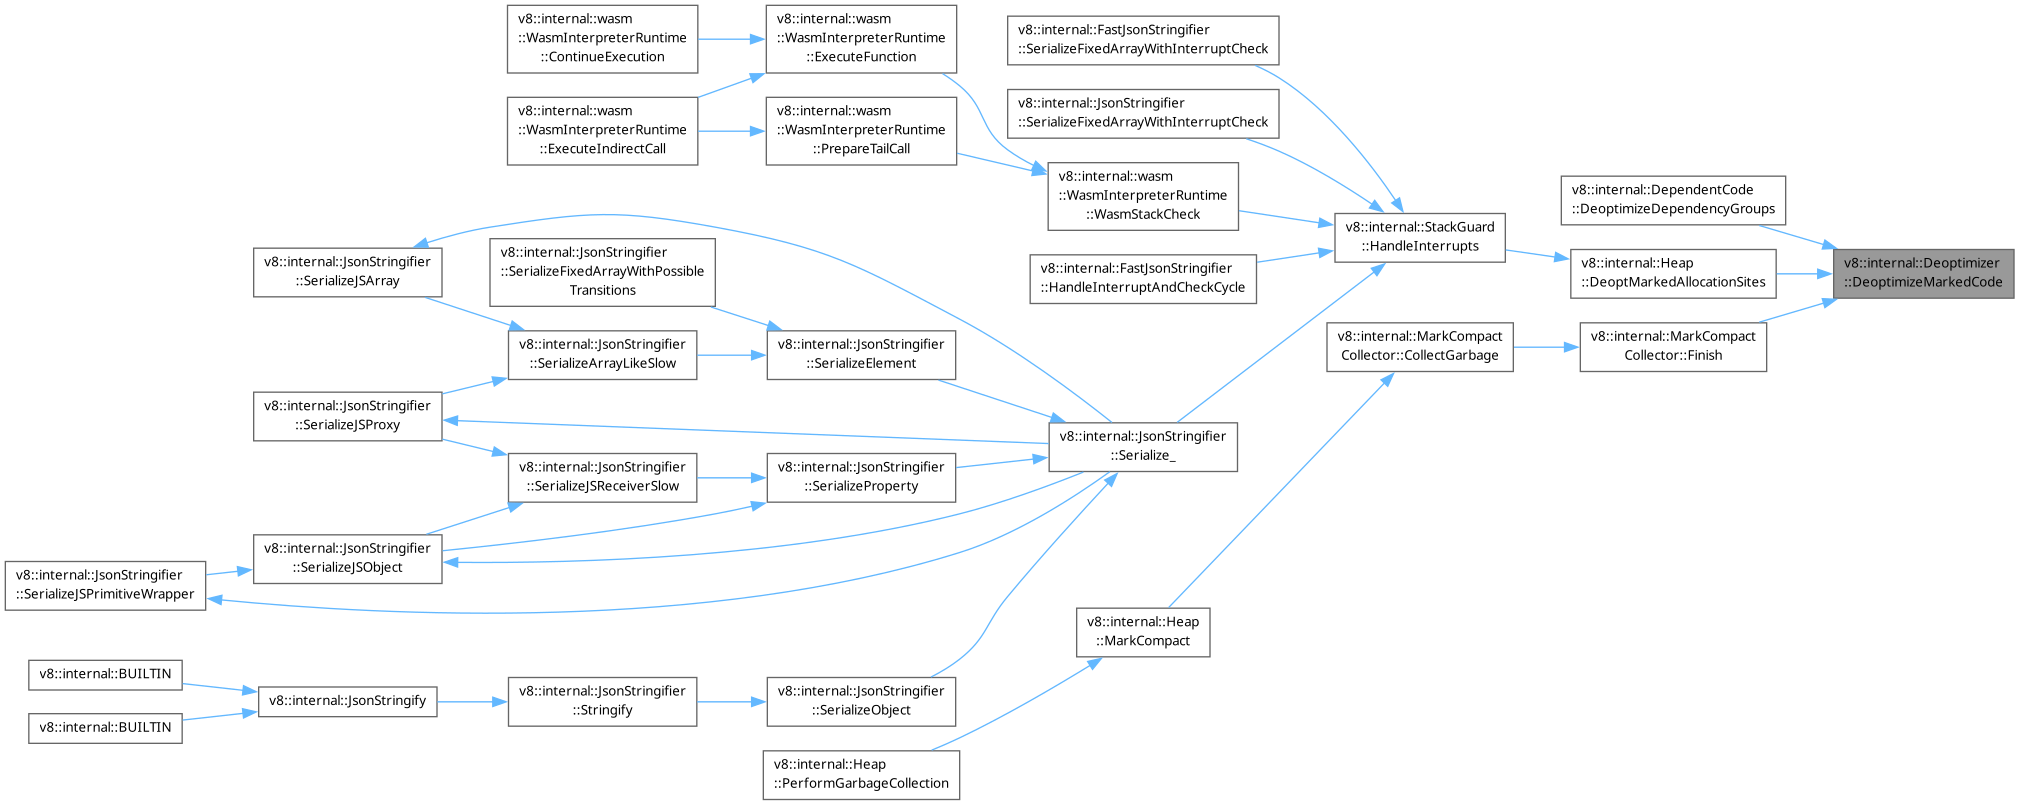 v8::internal::wasm
::WasmInterpreterRuntime
::ContinueExecution
v8::internal::wasm
::WasmInterpreterRuntime
::ExecuteFunction
v8::internal::FastJsonStringifier
::SerializeFixedArrayWithInterruptCheck
v8::internal::wasm
::WasmInterpreterRuntime
::ExecuteIndirectCall
v8::internal::wasm
::WasmInterpreterRuntime
::PrepareTailCall
v8::internal::JsonStringifier
::SerializeFixedArrayWithInterruptCheck
v8::internal::wasm
::WasmInterpreterRuntime
::WasmStackCheck
v8::internal::DependentCode
::DeoptimizeDependencyGroups
v8::internal::StackGuard
::HandleInterrupts
v8::internal::JsonStringifier
::SerializeJSArray
v8::internal::JsonStringifier
::SerializeFixedArrayWithPossible
Transitions
v8::internal::FastJsonStringifier
::HandleInterruptAndCheckCycle
v8::internal::Heap
::DeoptMarkedAllocationSites
v8::internal::Deoptimizer
::DeoptimizeMarkedCode
v8::internal::JsonStringifier
::SerializeArrayLikeSlow
v8::internal::JsonStringifier
::SerializeElement
v8::internal::MarkCompact
Collector::CollectGarbage
v8::internal::MarkCompact
Collector::Finish
v8::internal::JsonStringifier
::SerializeJSProxy
v8::internal::JsonStringifier
::Serialize_
v8::internal::JsonStringifier
::SerializeJSReceiverSlow
v8::internal::JsonStringifier
::SerializeProperty
v8::internal::JsonStringifier
::SerializeJSObject
v8::internal::JsonStringifier
::SerializeJSPrimitiveWrapper
v8::internal::Heap
::MarkCompact
v8::internal::BUILTIN
v8::internal::JsonStringify
v8::internal::JsonStringifier
::Stringify
v8::internal::JsonStringifier
::SerializeObject
v8::internal::BUILTIN
v8::internal::Heap
::PerformGarbageCollection